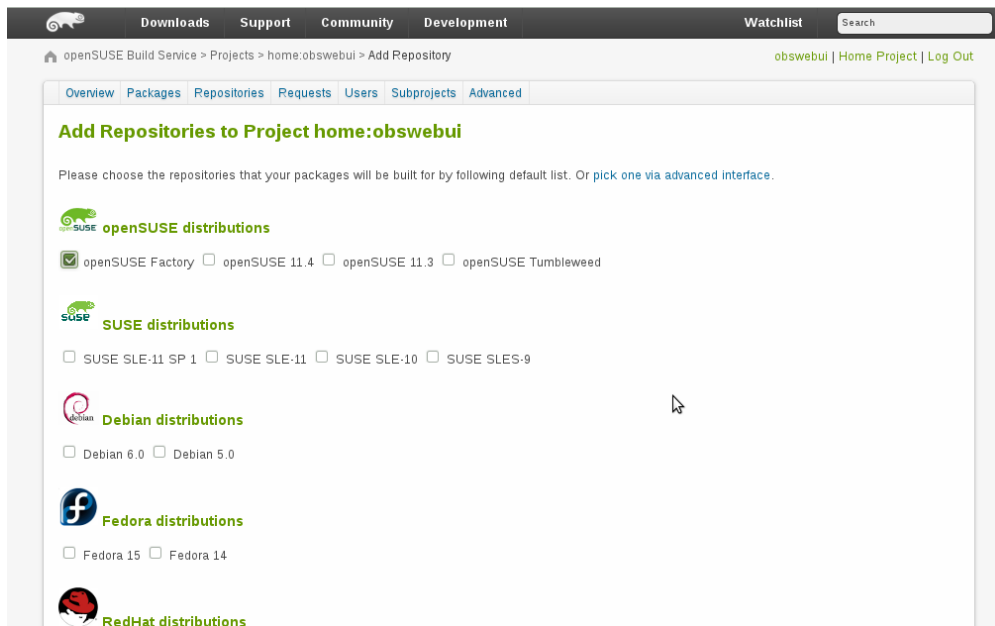 Downloads Support Community Development Watchlist Search
openSUSE Build Service > Projects > home:obswebui > Add Repository obswebui | Home Project | Log Out
Overview Packages Repositories Requests Users Subprojects Advanced
Add Repositories to Project home:obswebui
Please choose the repositories that your packages will be built for by following default list. Or pick one via advanced interface.
openSUSE openSUSE distributions
openSUSE Factory openSUSE 11.4 openSUSE 11.3 openSUSE Tumbleweed
SUSE SUSE distributions
SUSE SLE-11 SP 1 SUSE SLE-11 SUSE SLE-10 SUSE SLES-9
debian Debian distributions
Debian 6.0 Debian 5.0
Fedora distributions
Fedora 15 Fedora 14
RedHat distributions